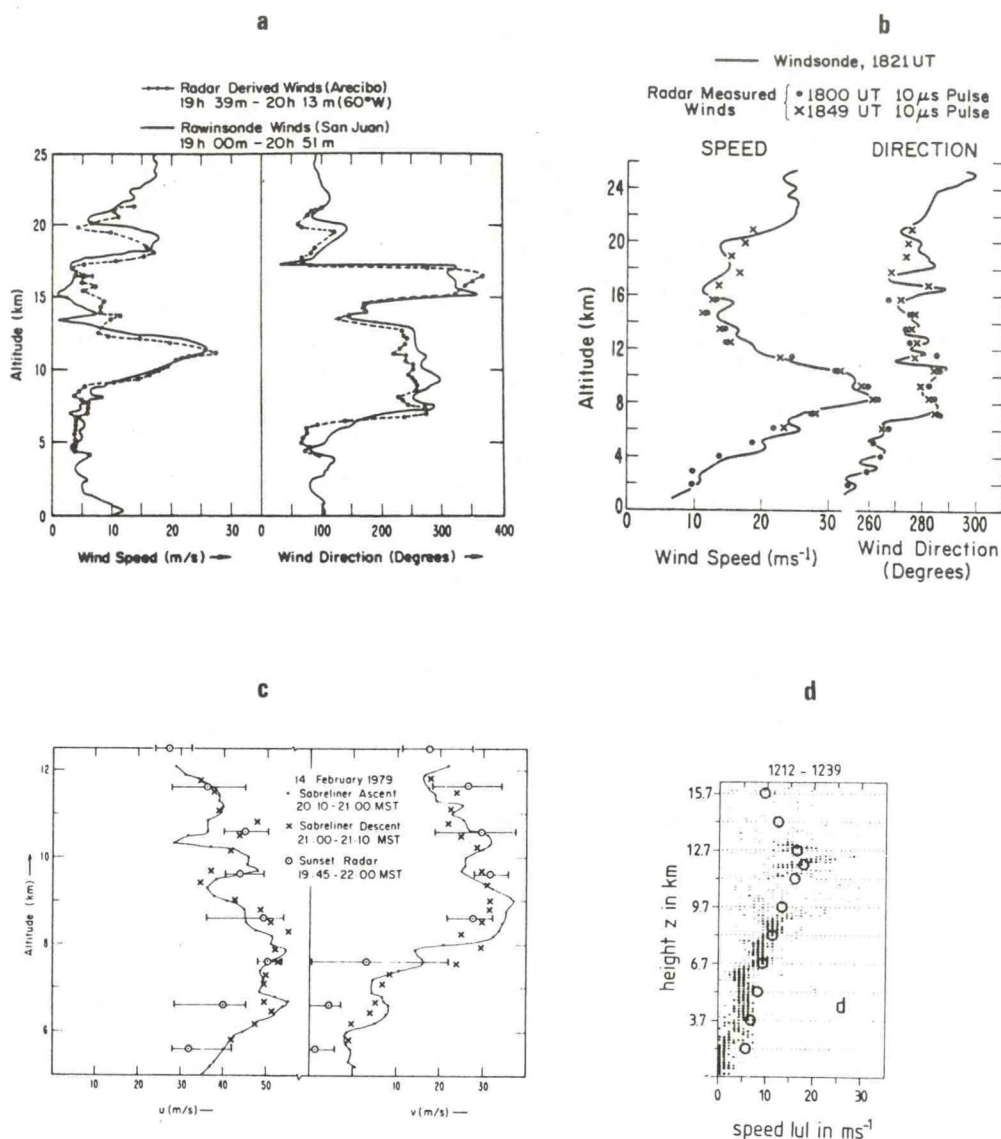 a
Radar Derived Winds (Arecibo)
19h 39m - 20h 13m (60°W)
Rawinsonde Winds (San Juan)
19h 00m - 20h 51m
25
20
15
10
5
0
Altitude (km)
0 10 20 30
0 100 200 300 400
Wind Speed (m/s)
Wind Direction (Degrees)
b
Windsonde, 1821 UT
Radar Measured Winds
1800 UT 10µs Pulse
× 1849 UT 10µs Pulse
SPEED DIRECTION
24
20
16
12
8
4
0
Altitude (km)
0 10 20 30
260 280 300
Wind Speed (ms⁻¹)
Wind Direction
(Degrees)
c
14 February 1979
Sabreliner Ascent
20:10-21:00 MST
× Sabreliner Descent
21:00-21:10 MST
Sunset Radar
19:45-22:00 MST
12
10
8
6
Altitude (km)
10 20 30 40 50
10 20 30
u (m/s)
v (m/s)
d
1212 - 1239
15.7
12.7
9.7
6.7
3.7
height z in km
d
0 10 20 30
speed |u| in ms⁻¹